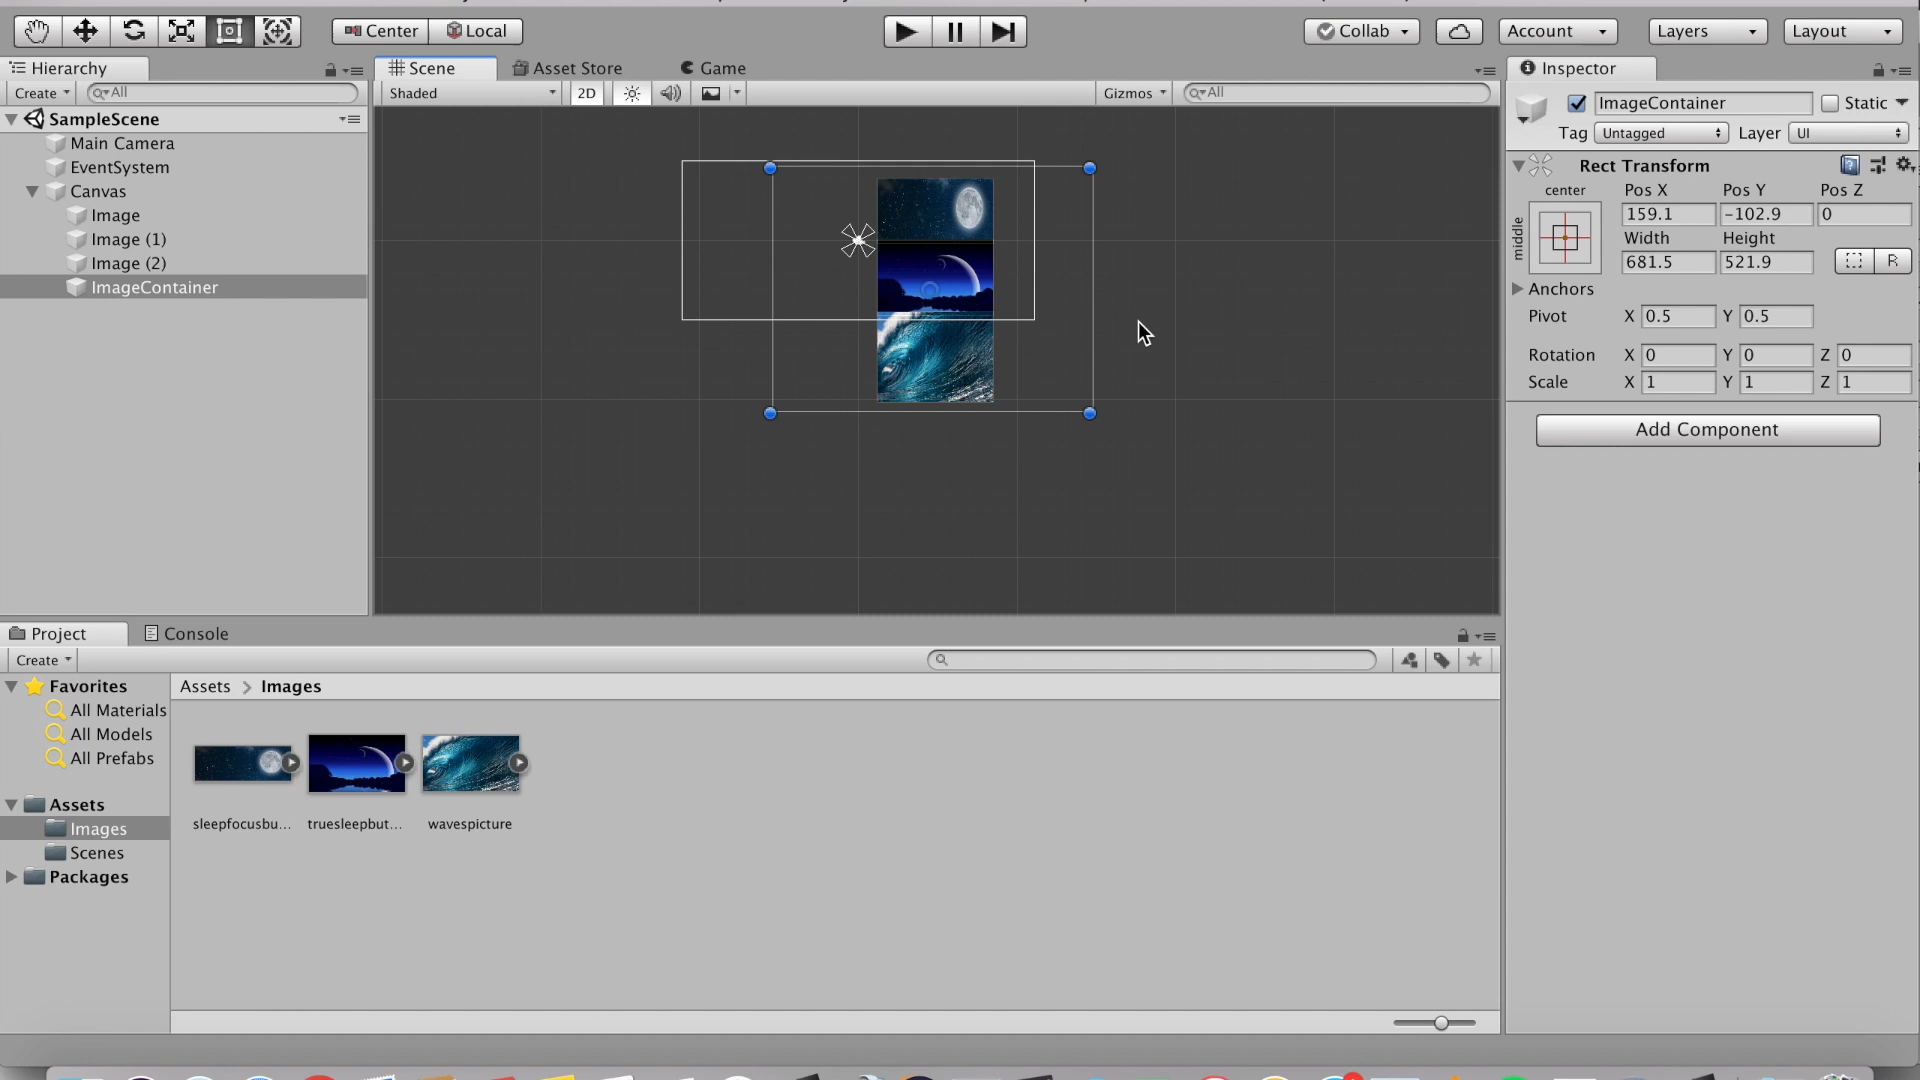 Center Local Collab Account Layers Layout
Hierarchy
Create All
SampleScene
Main Camera
EventSystem
Canvas
Image
Image (1)
Image (2)
ImageContainer
Scene Asset Store Game
Shaded 2D Gizmos All
Inspector
ImageContainer Static
Tag Untagged Layer UI
Rect Transform
center Pos X Pos Y Pos Z
middle 159.1 -102.9 0
Width Height
681.5 521.9 R
Anchors
Pivot X 0.5 Y 0.5
Rotation X 0 Y 0 Z 0
Scale X 1 Y 1 Z 1
Add Component
Project Console
Create
Favorites
All Materials
All Models
All Prefabs
Assets
Images
Scenes
Packages
Assets > Images
sleepfocusbu... truesleepbut... wavespicture